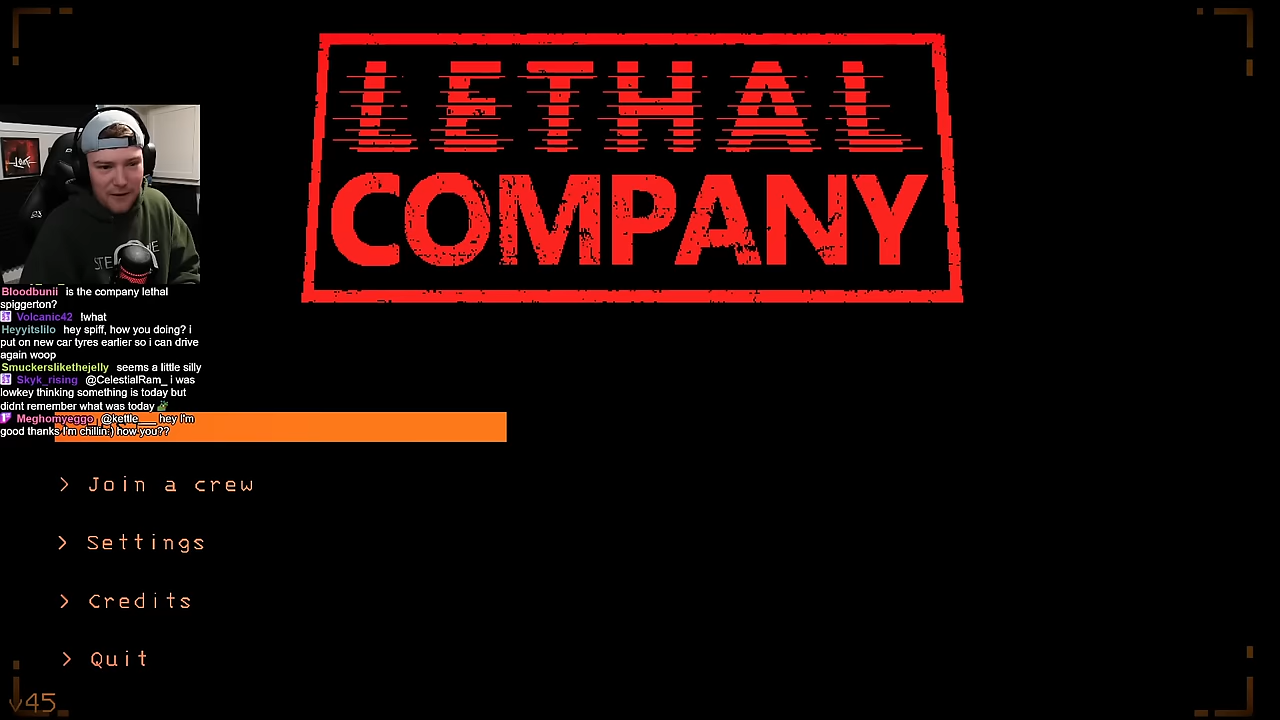 LETHAL
COMPANY
Bloodbunii is the company lethal
spiggerton?
Volcanic42 !what
Heyyitslilo hey spiff, how you doing? i
put on new car tyres earlier so i can drive
again woop
Smuckerslikethejelly seems a little silly
Skyk_rising @CelestialRam_ i was
lowkey thinking something is today but
didnt remember what was today
Meghomyeggo @kettle___ hey I'm
good thanks I'm chillin:) how you??
> Join a crew
> Settings
> Credits
> Quit
v45